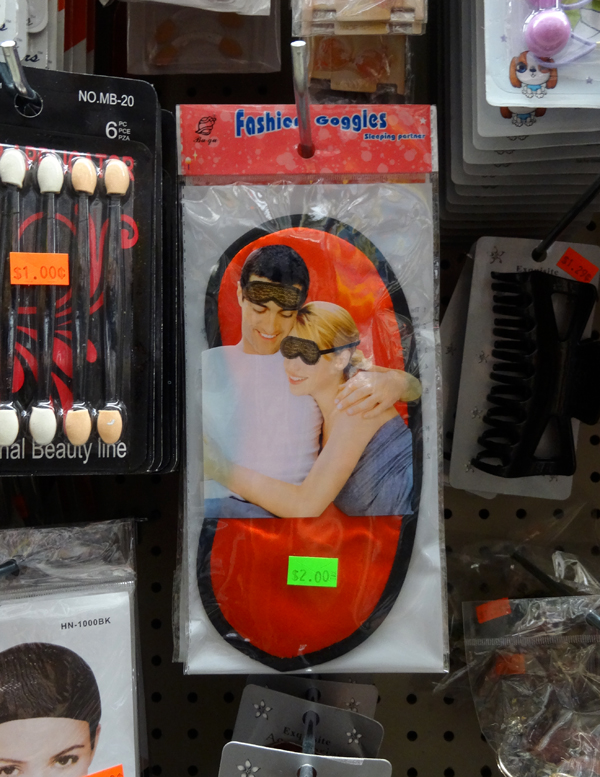 NO.MB-20
6 PC
PCE
PZA
$1.00¢
nal Beauty line
Fashion Goggles
Sleeping partner
$2.00
HN-1000BK
Exquisite